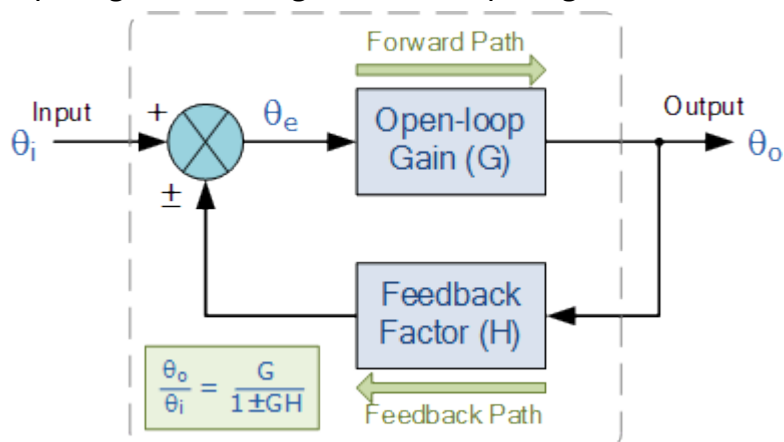 Forward Path
Input
Output
+
θe
θi
Open-loop
Gain (G)
θo
±
Feedback
Factor (H)
θo/θi = G/1±GH
Feedback Path